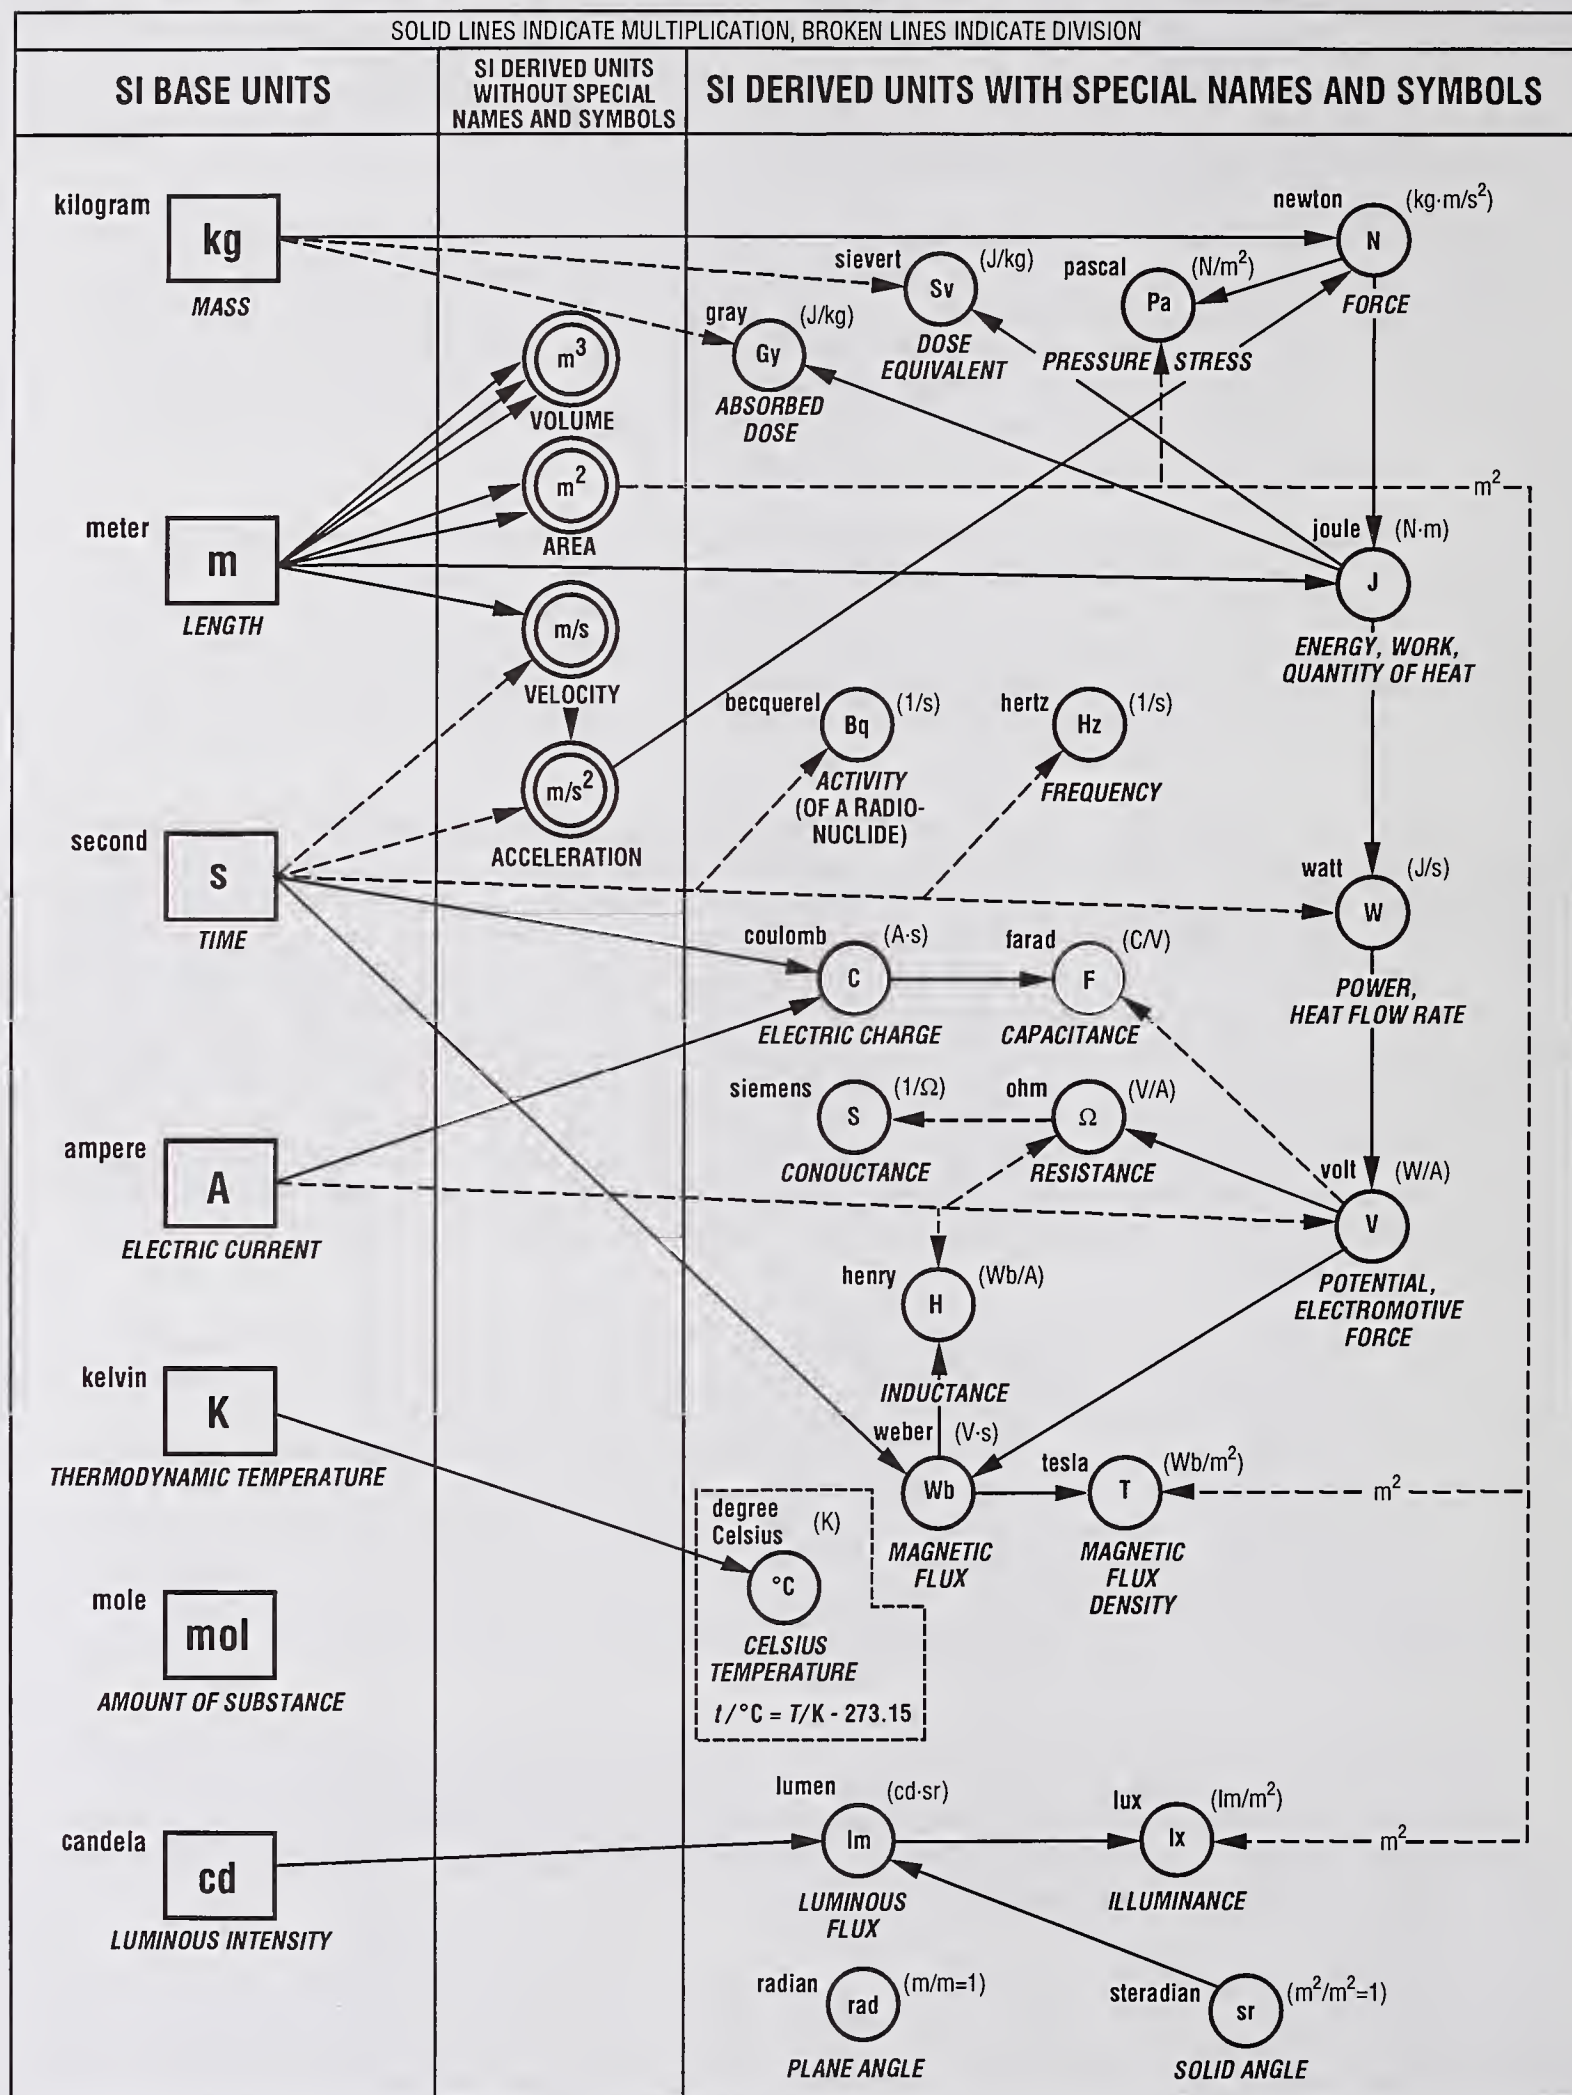 SOLID LINES INDICATE MULTIPLICATION, BROKEN LINES INDICATE DIVISION
SI BASE UNITS
SI DERIVED UNITS
WITHOUT SPECIAL
NAMES AND SYMBOLS
SI DERIVED UNITS WITH SPECIAL NAMES AND SYMBOLS
kilogram
kg
MASS
newton
(kg·m/s²)
N
FORCE
sievert
(J/kg)
Sv
DOSE
EQUIVALENT
pascal
(N/m²)
Pa
PRESSURE STRESS
gray
(J/kg)
Gy
ABSORBED
DOSE
m³
VOLUME
m²
AREA
m²
meter
m
LENGTH
joule
(N·m)
J
ENERGY, WORK,
QUANTITY OF HEAT
m/s
VELOCITY
m/s²
ACCELERATION
becquerel
(1/s)
Bq
ACTIVITY
(OF A RADIO-
NUCLIDE)
hertz
(1/s)
Hz
FREQUENCY
second
s
TIME
watt
(J/s)
W
POWER,
HEAT FLOW RATE
coulomb
(A·s)
C
ELECTRIC CHARGE
farad
(C/V)
F
CAPACITANCE
siemens
(1/Ω)
S
CONOUCTANCE
ohm
(V/A)
Ω
RESISTANCE
ampere
A
ELECTRIC CURRENT
volt
(W/A)
V
POTENTIAL,
ELECTROMOTIVE
FORCE
henry
(Wb/A)
H
INDUCTANCE
kelvin
K
THERMODYNAMIC TEMPERATURE
weber
(V·s)
Wb
MAGNETIC
FLUX
tesla
(Wb/m²)
T
MAGNETIC
FLUX
DENSITY
m²
degree
Celsius
(K)
°C
CELSIUS
TEMPERATURE
t/°C = T/K - 273.15
mole
mol
AMOUNT OF SUBSTANCE
candela
cd
LUMINOUS INTENSITY
lumen
(cd·sr)
lm
LUMINOUS
FLUX
lux
(lm/m²)
lx
ILLUMINANCE
m²
radian
(m/m=1)
rad
PLANE ANGLE
steradian
(m²/m²=1)
sr
SOLID ANGLE